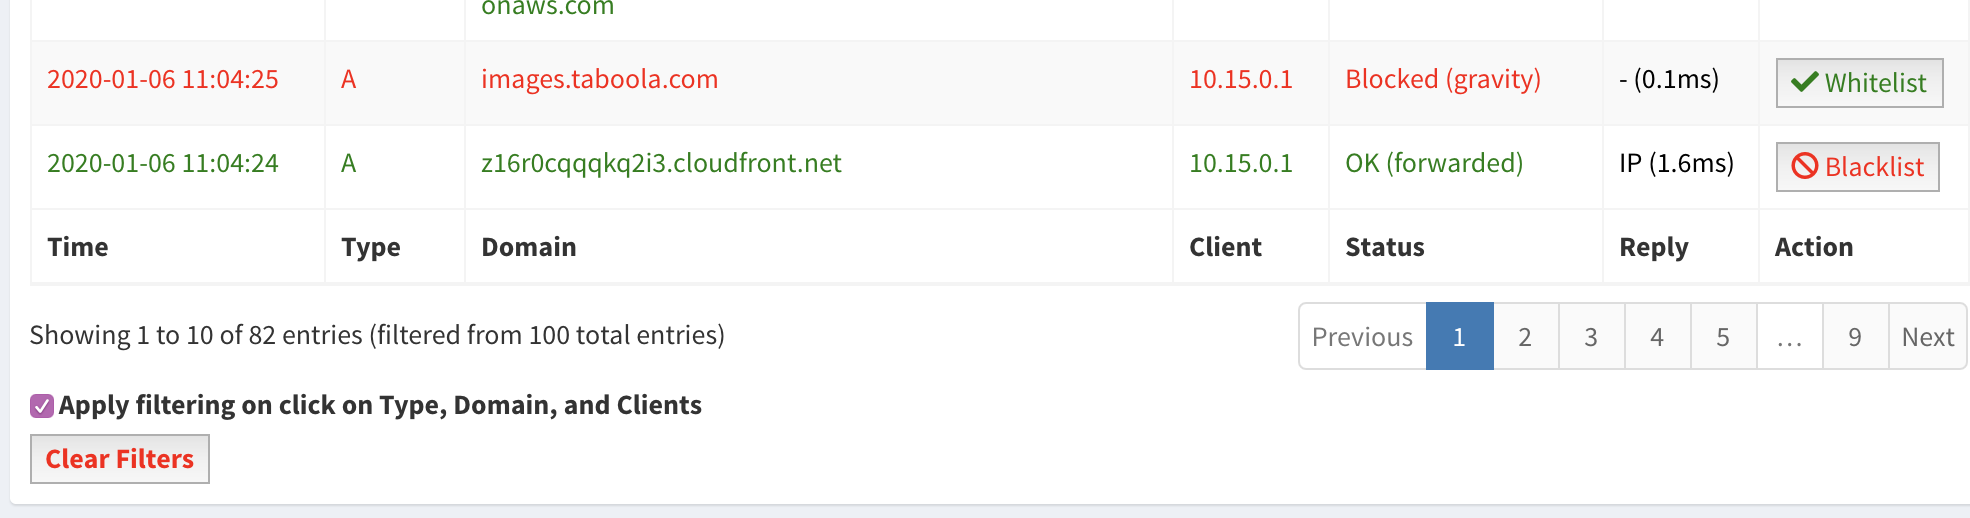 onaws.com
2020-01-06 11:04:25 A images.taboola.com 10.15.0.1 Blocked (gravity) - (0.1ms) Whitelist
2020-01-06 11:04:24 A z16r0cqqqkq2i3.cloudfront.net 10.15.0.1 OK (forwarded) IP (1.6ms) Blacklist
Time Type Domain Client Status Reply Action
Showing 1 to 10 of 82 entries (filtered from 100 total entries) Previous 1 2 3 4 5 … 9 Next
Apply filtering on click on Type, Domain, and Clients
Clear Filters